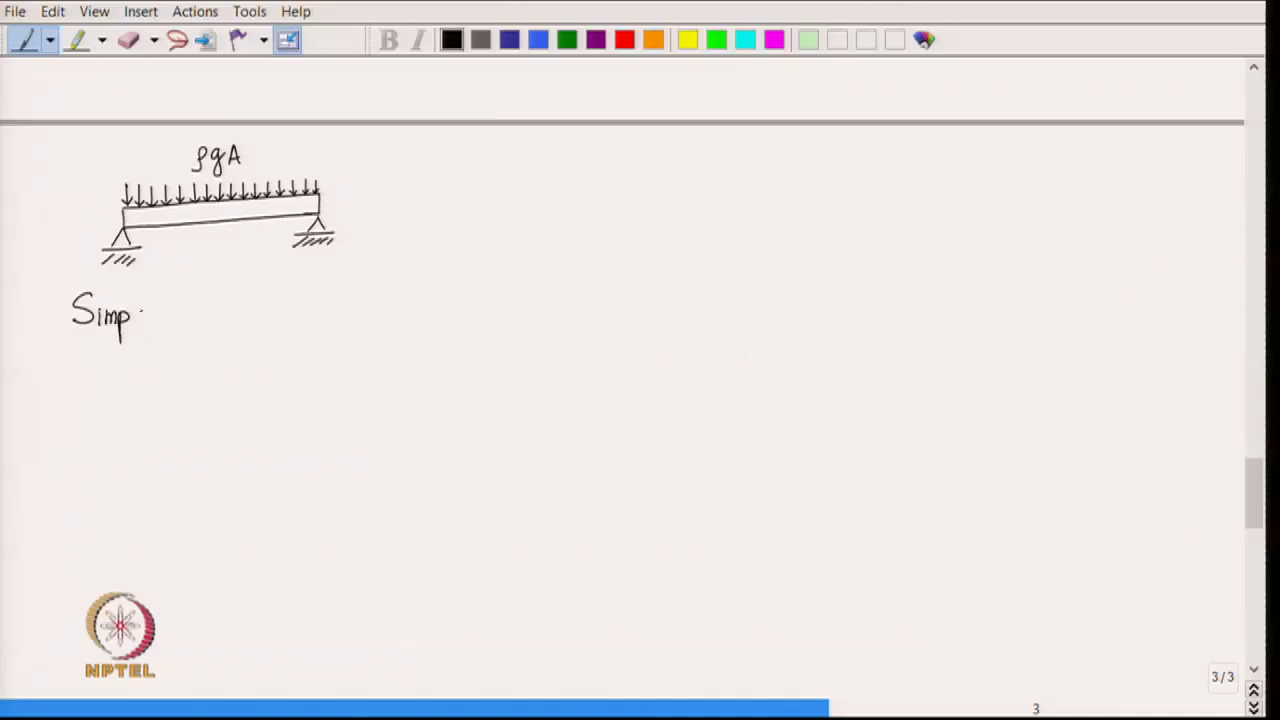 File Edit View Insert Actions Tools Help
B I
ρgA
Simp
NPTEL
3/3
3